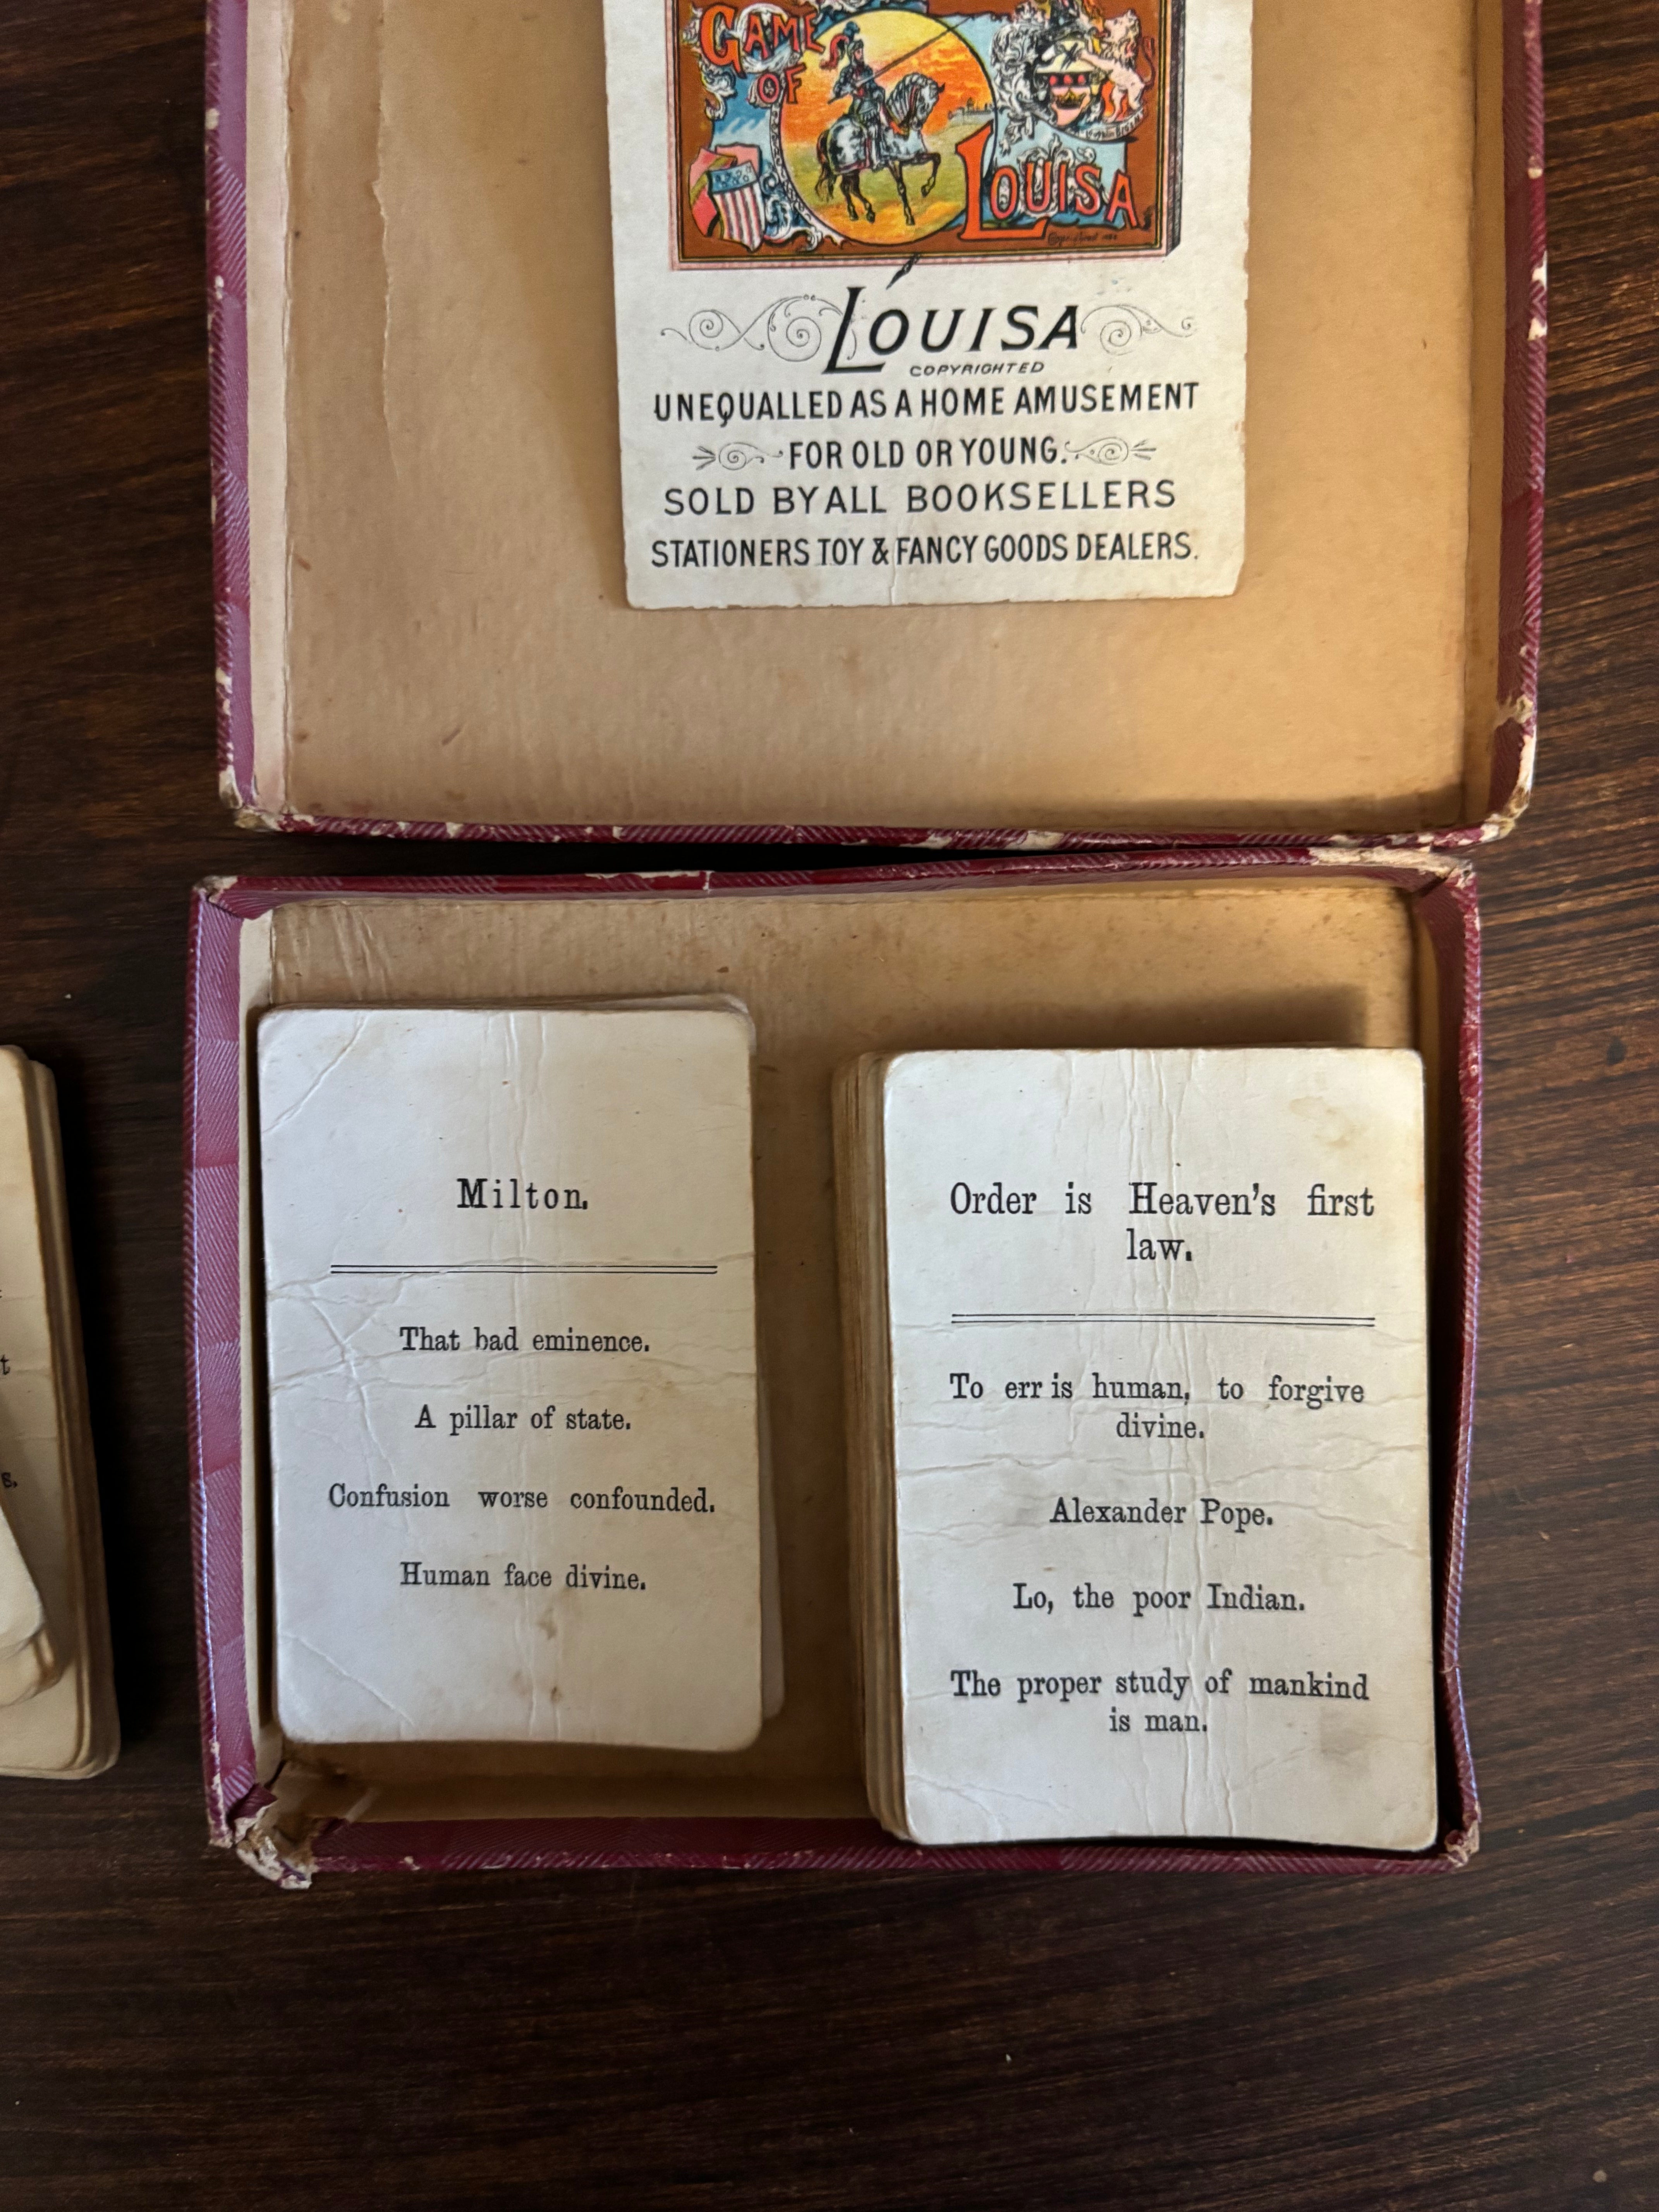 GAME
OF
LOUISA
LOUISA
COPYRIGHTED
UNEQUALLED AS A HOME AMUSEMENT
FOR OLD OR YOUNG.
SOLD BY ALL BOOKSELLERS
STATIONERS TOY & FANCY GOODS DEALERS.
Milton.
That bad eminence.
A pillar of state.
Confusion worse confounded.
Human face divine.
Order is Heaven's first
law.
To err is human, to forgive
divine.
Alexander Pope.
Lo, the poor Indian.
The proper study of mankind
is man.
t
s.